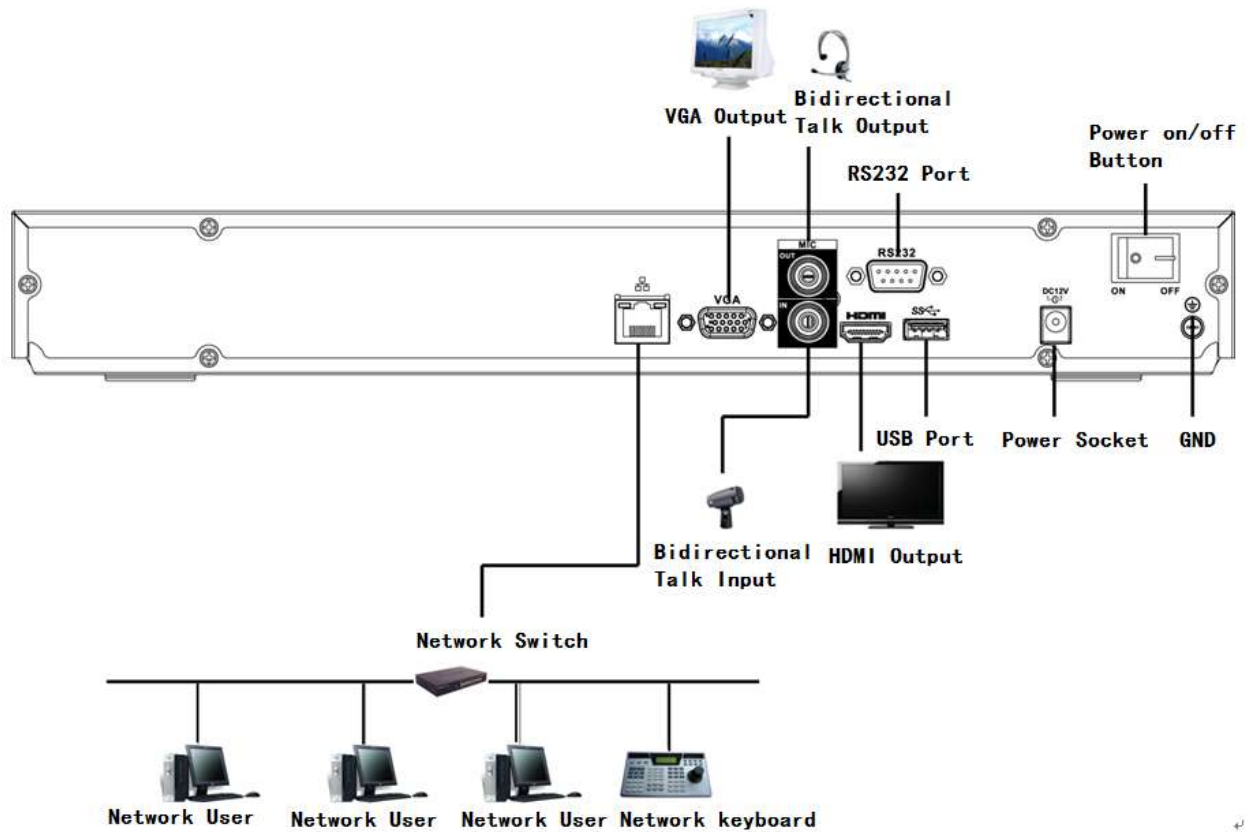 VGA Output
Bidirectional
Talk Output
RS232 Port
Power on/off
Button
MIC
OUT
RS232
IN
VGA
HDMI
SS
DC12V
ON OFF
USB Port
Power Socket
GND
Bidirectional
Talk Input
HDMI Output
Network Switch
Network User
Network User
Network User
Network keyboard